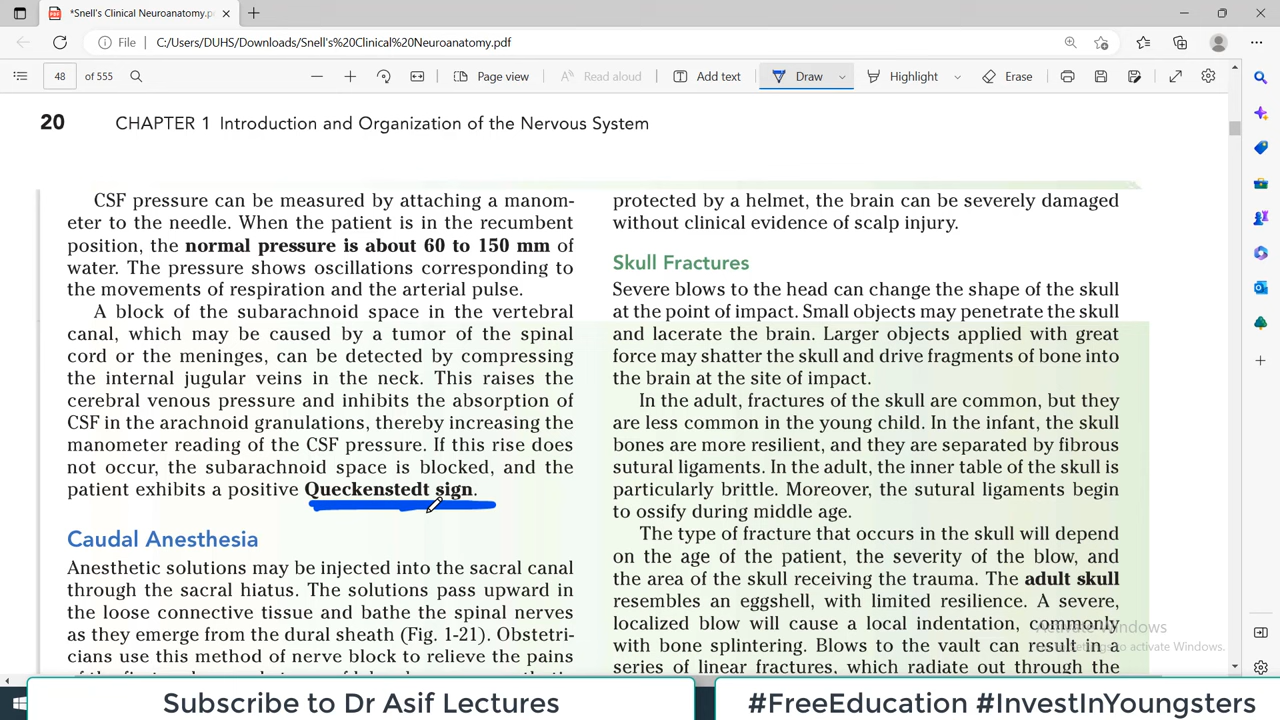 *Snell's Clinical Neuroanatomy.pd
File
C:/Users/DUHS/Downloads/Snell's%20Clinical%20Neuroanatomy.pdf
48 of 555
Page view
Read aloud
Add text
Draw
Highlight
Erase
20 CHAPTER 1 Introduction and Organization of the Nervous System
CSF pressure can be measured by attaching a manom-
eter to the needle. When the patient is in the recumbent
position, the normal pressure is about 60 to 150 mm of
water. The pressure shows oscillations corresponding to
the movements of respiration and the arterial pulse.
A block of the subarachnoid space in the vertebral
canal, which may be caused by a tumor of the spinal
cord or the meninges, can be detected by compressing
the internal jugular veins in the neck. This raises the
cerebral venous pressure and inhibits the absorption of
CSF in the arachnoid granulations, thereby increasing the
manometer reading of the CSF pressure. If this rise does
not occur, the subarachnoid space is blocked, and the
patient exhibits a positive Queckenstedt sign.
Caudal Anesthesia
Anesthetic solutions may be injected into the sacral canal
through the sacral hiatus. The solutions pass upward in
the loose connective tissue and bathe the spinal nerves
as they emerge from the dural sheath (Fig. 1-21). Obstetri-
cians use this method of nerve block to relieve the pains
protected by a helmet, the brain can be severely damaged
without clinical evidence of scalp injury.
Skull Fractures
Severe blows to the head can change the shape of the skull
at the point of impact. Small objects may penetrate the skull
and lacerate the brain. Larger objects applied with great
force may shatter the skull and drive fragments of bone into
the brain at the site of impact.
In the adult, fractures of the skull are common, but they
are less common in the young child. In the infant, the skull
bones are more resilient, and they are separated by fibrous
sutural ligaments. In the adult, the inner table of the skull is
particularly brittle. Moreover, the sutural ligaments begin
to ossify during middle age.
The type of fracture that occurs in the skull will depend
on the age of the patient, the severity of the blow, and
the area of the skull receiving the trauma. The adult skull
resembles an eggshell, with limited resilience. A severe,
localized blow will cause a local indentation, commonly
with bone splintering. Blows to the vault can result in a
series of linear fractures, which radiate out through the
Activate Windows
to activate Windows.
Subscribe to Dr Asif Lectures
#FreeEducation #InvestInYoungsters